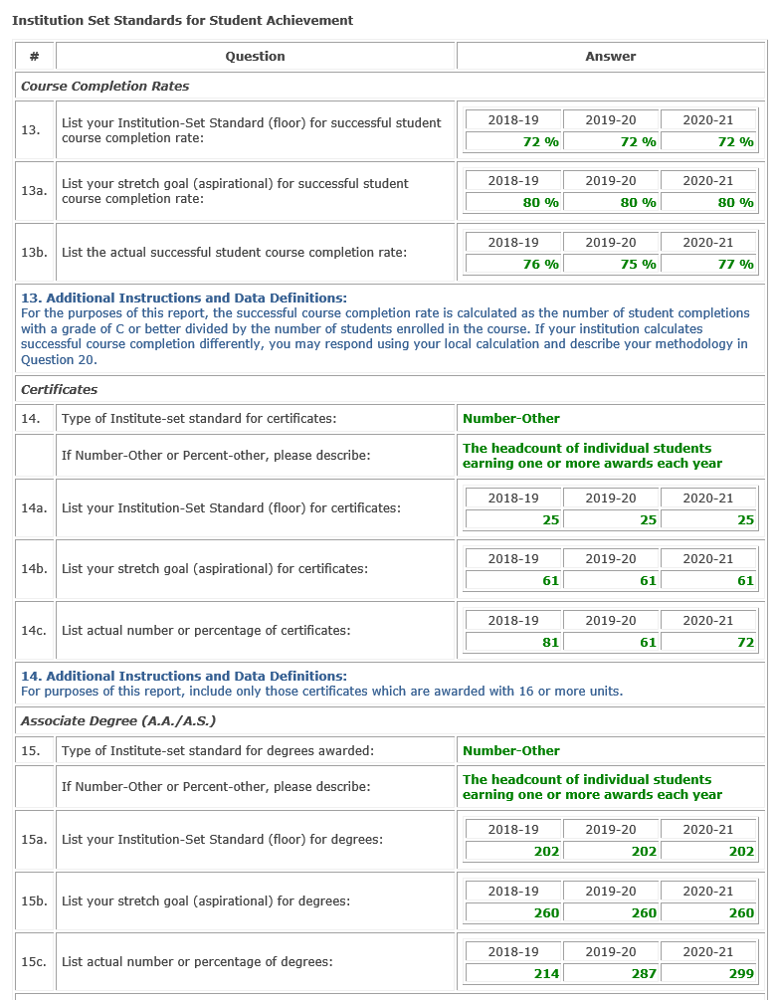 Institution Set Standards for Student Achievement
# Question Answer
Course Completion Rates
13. List your Institution-Set Standard (floor) for successful student
course completion rate:
2018-19 2019-20 2020-21
72 % 72 % 72 %
13a. List your stretch goal (aspirational) for successful student
course completion rate:
2018-19 2019-20 2020-21
80 % 80 % 80 %
13b. List the actual successful student course completion rate:
2018-19 2019-20 2020-21
76 % 75 % 77 %
13. Additional Instructions and Data Definitions:
For the purposes of this report, the successful course completion rate is calculated as the number of student completions
with a grade of C or better divided by the number of students enrolled in the course. If your institution calculates
successful course completion differently, you may respond using your local calculation and describe your methodology in
Question 20.
Certificates
14. Type of Institute-set standard for certificates: Number-Other
If Number-Other or Percent-other, please describe:
The headcount of individual students
earning one or more awards each year
14a. List your Institution-Set Standard (floor) for certificates:
2018-19 2019-20 2020-21
25 25 25
14b. List your stretch goal (aspirational) for certificates:
2018-19 2019-20 2020-21
61 61 61
14c. List actual number or percentage of certificates:
2018-19 2019-20 2020-21
81 61 72
14. Additional Instructions and Data Definitions:
For purposes of this report, include only those certificates which are awarded with 16 or more units.
Associate Degree (A.A./A.S.)
15. Type of Institute-set standard for degrees awarded: Number-Other
If Number-Other or Percent-other, please describe:
The headcount of individual students
earning one or more awards each year
15a. List your Institution-Set Standard (floor) for degrees:
2018-19 2019-20 2020-21
202 202 202
15b. List your stretch goal (aspirational) for degrees:
2018-19 2019-20 2020-21
260 260 260
15c. List actual number or percentage of degrees:
2018-19 2019-20 2020-21
214 287 299